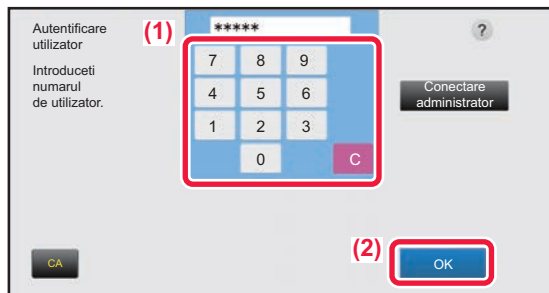 Autentificare
utilizator
Introduceti
numarul
de utilizator.
(1)
*****
7 8 9
4 5 6
1 2 3
0 C
?
Conectare
administrator
(2)
CA
OK